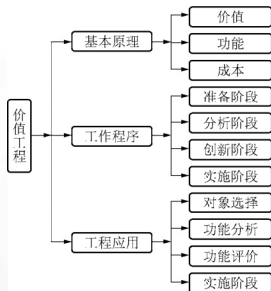 价值工程
基本原理
价值
功能
成本
工作程序
准备阶段
分析阶段
创新阶段
实施阶段
工程应用
对象选择
功能分析
功能评价
实施阶段